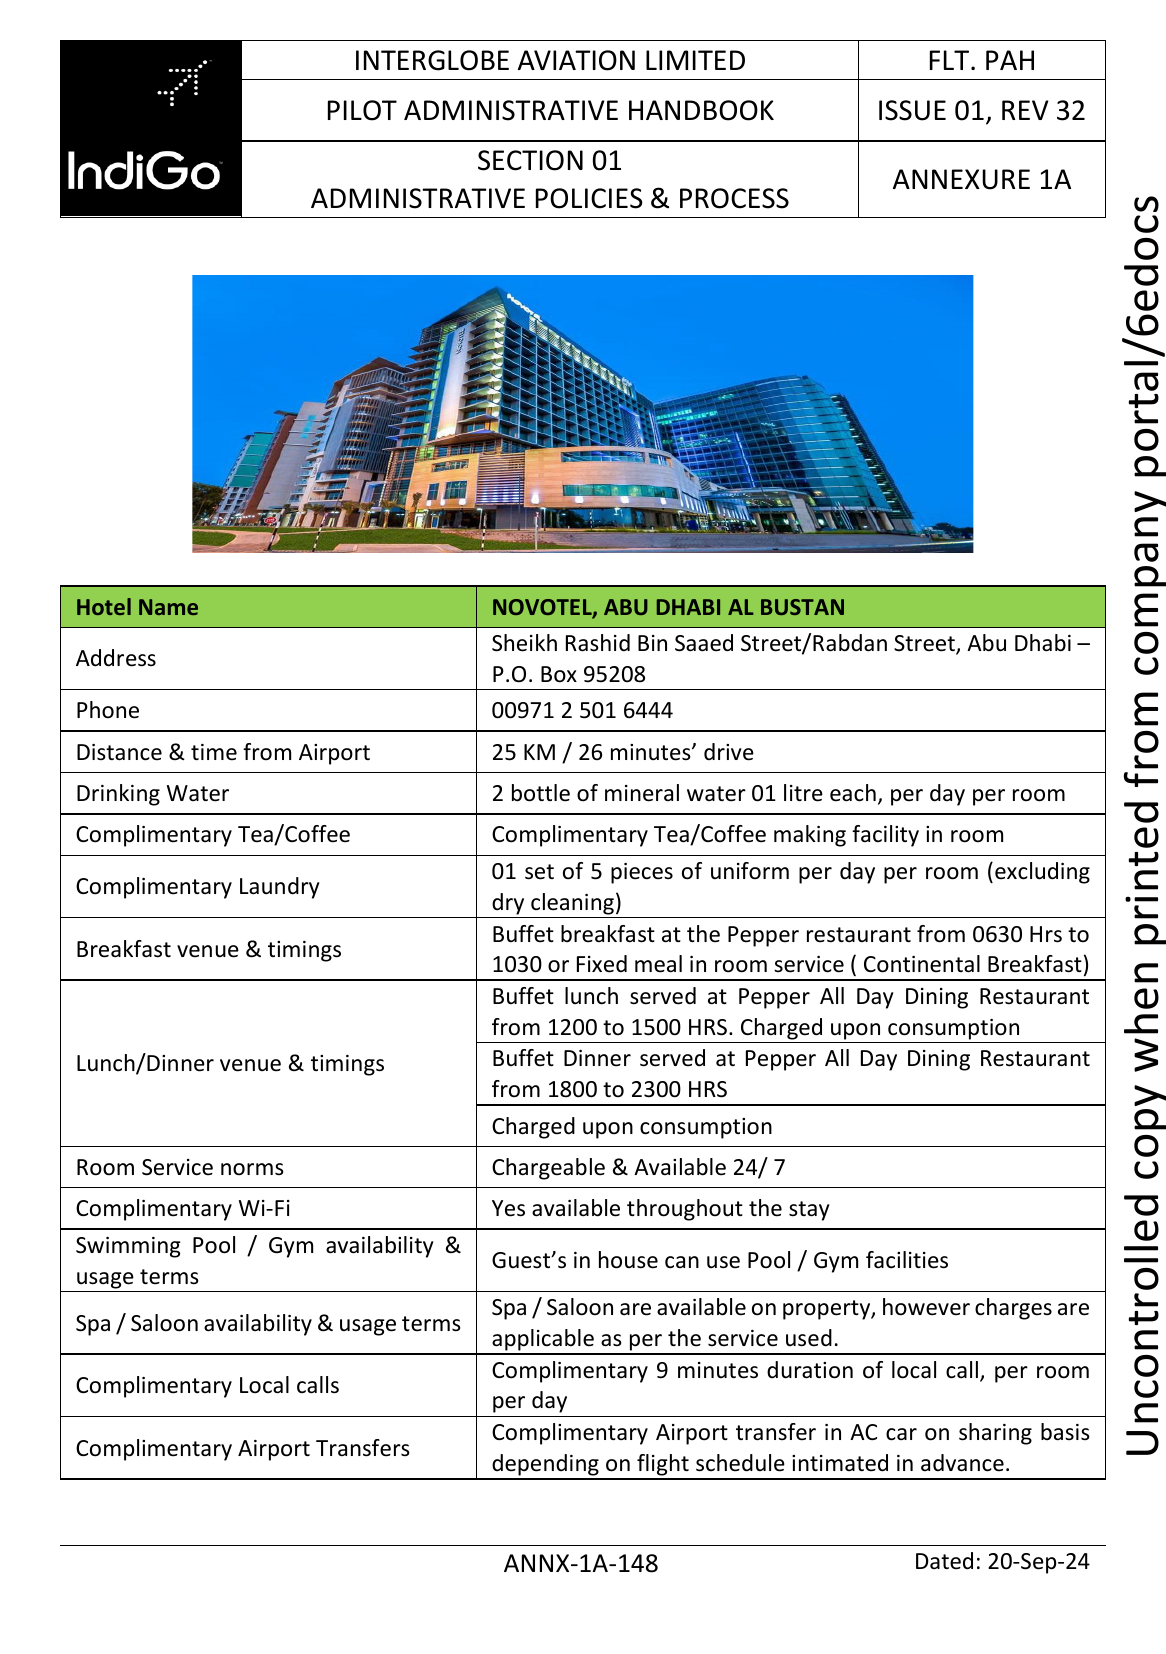 INTERGLOBE AVIATION LIMITED
FLT. PAH
PILOT ADMINISTRATIVE HANDBOOK
ISSUE 01, REV 32
IndiGo
SECTION 01
ADMINISTRATIVE POLICIES & PROCESS
ANNEXURE 1A
NOVOTEL
Hotel Name
NOVOTEL, ABU DHABI AL BUSTAN
Address
Sheikh Rashid Bin Saaed Street/Rabdan Street, Abu Dhabi –
P.O. Box 95208
Phone
00971 2 501 6444
Distance & time from Airport
25 KM / 26 minutes’ drive
Drinking Water
2 bottle of mineral water 01 litre each, per day per room
Complimentary Tea/Coffee
Complimentary Tea/Coffee making facility in room
Complimentary Laundry
01 set of 5 pieces of uniform per day per room (excluding
dry cleaning)
Breakfast venue & timings
Buffet breakfast at the Pepper restaurant from 0630 Hrs to
1030 or Fixed meal in room service ( Continental Breakfast)
Lunch/Dinner venue & timings
Buffet lunch served at Pepper All Day Dining Restaurant
from 1200 to 1500 HRS. Charged upon consumption
Buffet Dinner served at Pepper All Day Dining Restaurant
from 1800 to 2300 HRS
Charged upon consumption
Room Service norms
Chargeable & Available 24/ 7
Complimentary Wi-Fi
Yes available throughout the stay
Swimming Pool / Gym availability &
usage terms
Guest’s in house can use Pool / Gym facilities
Spa / Saloon availability & usage terms
Spa / Saloon are available on property, however charges are
applicable as per the service used.
Complimentary Local calls
Complimentary 9 minutes duration of local call, per room
per day
Complimentary Airport Transfers
Complimentary Airport transfer in AC car on sharing basis
depending on flight schedule intimated in advance.
ANNX-1A-148
Dated: 20-Sep-24
Uncontrolled copy when printed from company portal/6edocs